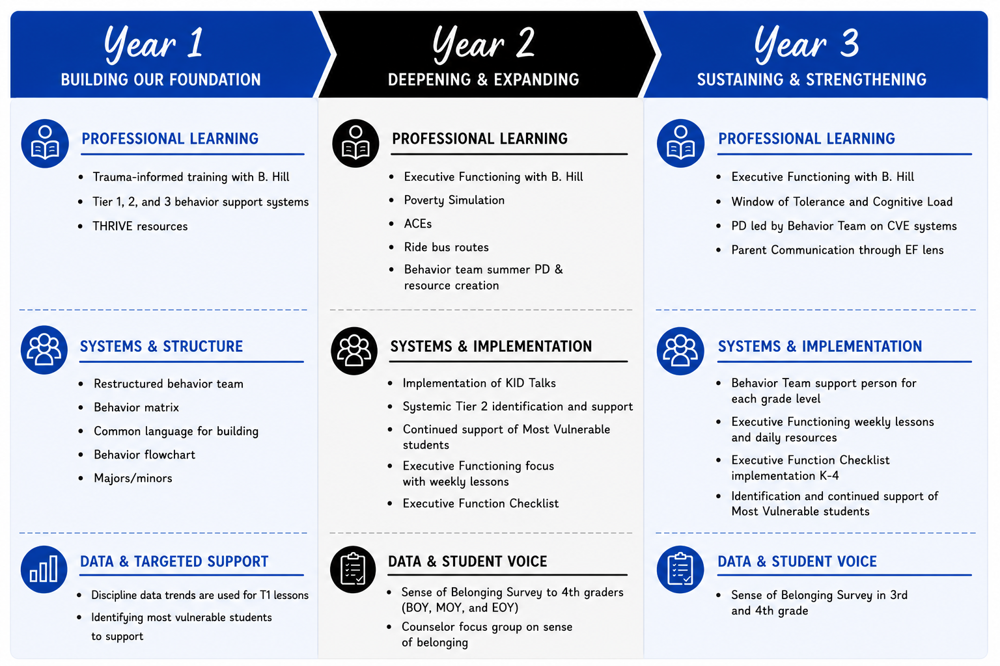 Year 1
BUILDING OUR FOUNDATION
PROFESSIONAL LEARNING
• Trauma-informed training with B. Hill
• Tier 1, 2, and 3 behavior support systems
• THRIVE resources
SYSTEMS & STRUCTURE
• Restructured behavior team
• Behavior matrix
• Common language for building
• Behavior flowchart
• Majors/minors
DATA & TARGETED SUPPORT
• Discipline data trends are used for T1 lessons
• Identifying most vulnerable students
to support
Year 2
DEEPENING & EXPANDING
PROFESSIONAL LEARNING
• Executive Functioning with B. Hill
• Poverty Simulation
• ACEs
• Ride bus routes
• Behavior team summer PD &
resource creation
SYSTEMS & IMPLEMENTATION
• Implementation of KID Talks
• Systemic Tier 2 identification and support
• Continued support of Most Vulnerable
students
• Executive Functioning focus
with weekly lessons
• Executive Function Checklist
DATA & STUDENT VOICE
• Sense of Belonging Survey to 4th graders
(BOY, MOY, and EOY)
• Counselor focus group on sense
of belonging
Year 3
SUSTAINING & STRENGTHENING
PROFESSIONAL LEARNING
• Executive Functioning with B. Hill
• Window of Tolerance and Cognitive Load
• PD led by Behavior Team on CVE systems
• Parent Communication through EF lens
SYSTEMS & IMPLEMENTATION
• Behavior Team support person for
each grade level
• Executive Functioning weekly lessons
and daily resources
• Executive Function Checklist
implementation K-4
• Identification and continued support of
Most Vulnerable students
DATA & STUDENT VOICE
• Sense of Belonging Survey in 3rd
and 4th grade